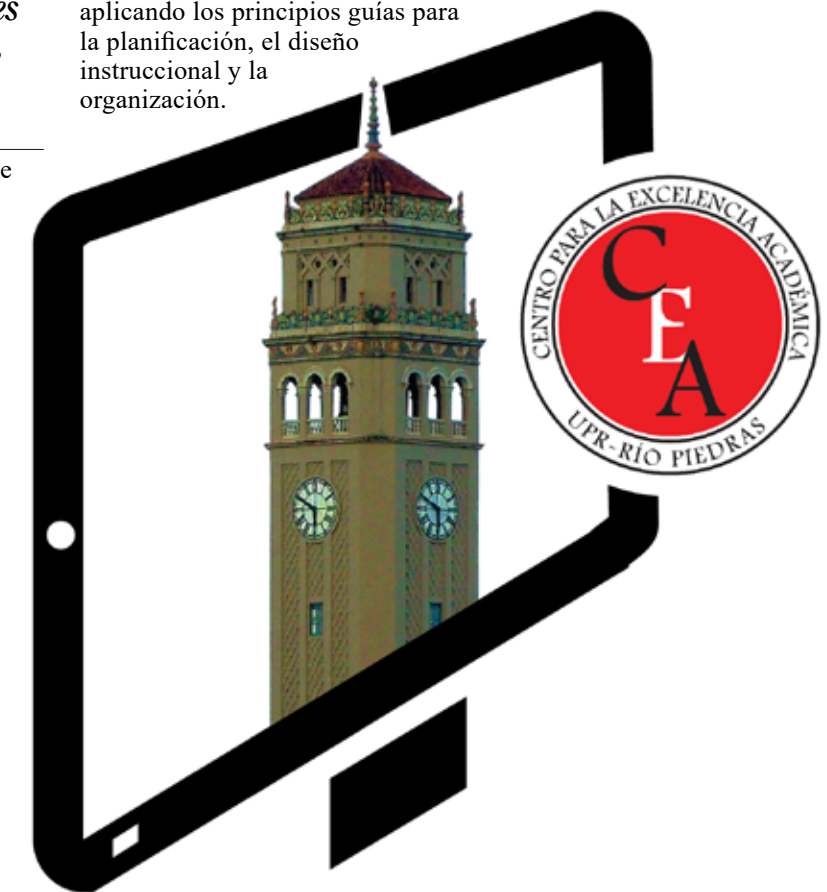 es
aplicando los principios guías para
la planificación, el diseño
instruccional y la
organización.
e
CENTRO PARA LA EXCELENCIA ACADÉMICA
C
E
A
UPR-RÍO PIEDRAS